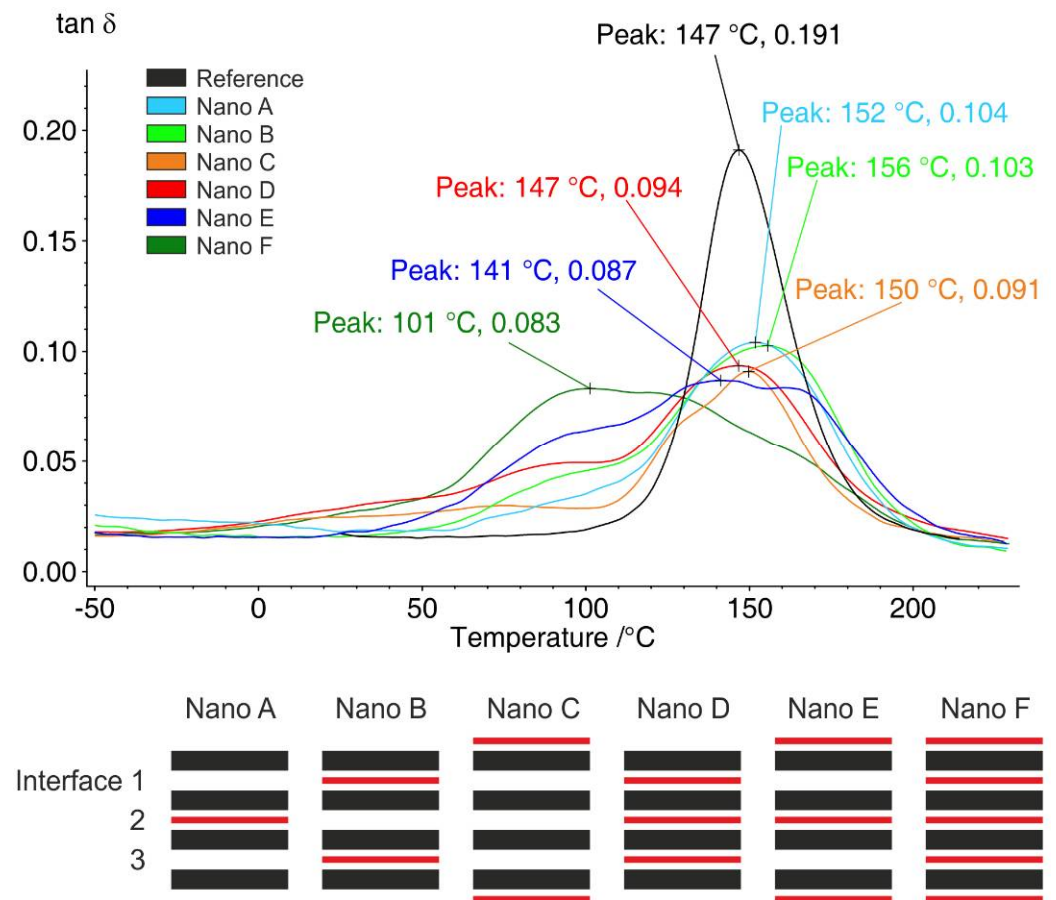 tan δ
Peak: 147 °C, 0.191
Reference
Nano A
Nano B
Nano C
Nano D
Nano E
Nano F
Peak: 152 °C, 0.104
Peak: 156 °C, 0.103
Peak: 147 °C, 0.094
Peak: 141 °C, 0.087
Peak: 150 °C, 0.091
Peak: 101 °C, 0.083
0.20
0.15
0.10
0.05
0.00
-50 0 50 100 150 200
Temperature /°C
Nano A Nano B Nano C Nano D Nano E Nano F
Interface 1
2
3